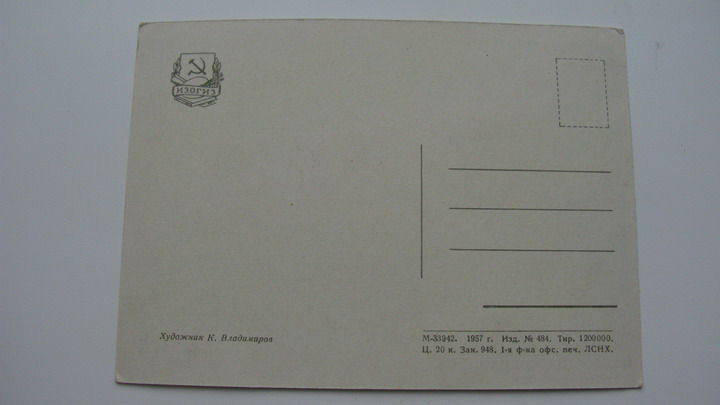 ИЗОГИЗ
Художник К. Владимиров
М-33942. 1957 г. Изд. № 484. Тир. 1200000.
Ц. 20 к. Зак. 948. 1-я ф-ка офс. печ. ЛСНХ.